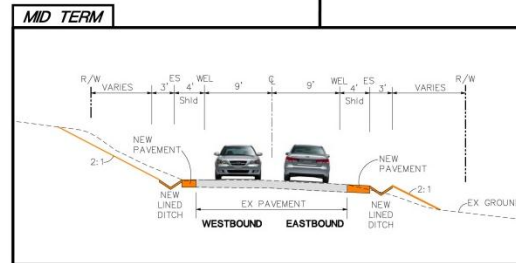 MID TERM
R/W
VARIES
3'
ES
4'
Shld
WEL
9'
℄
9'
WEL
4'
Shld
ES
3'
VARIES
R/W
NEW
PAVEMENT
2:1
NEW
LINED
DITCH
EX PAVEMENT
WESTBOUND EASTBOUND
NEW
PAVEMENT
2:1
NEW
LINED
DITCH
EX GROUND